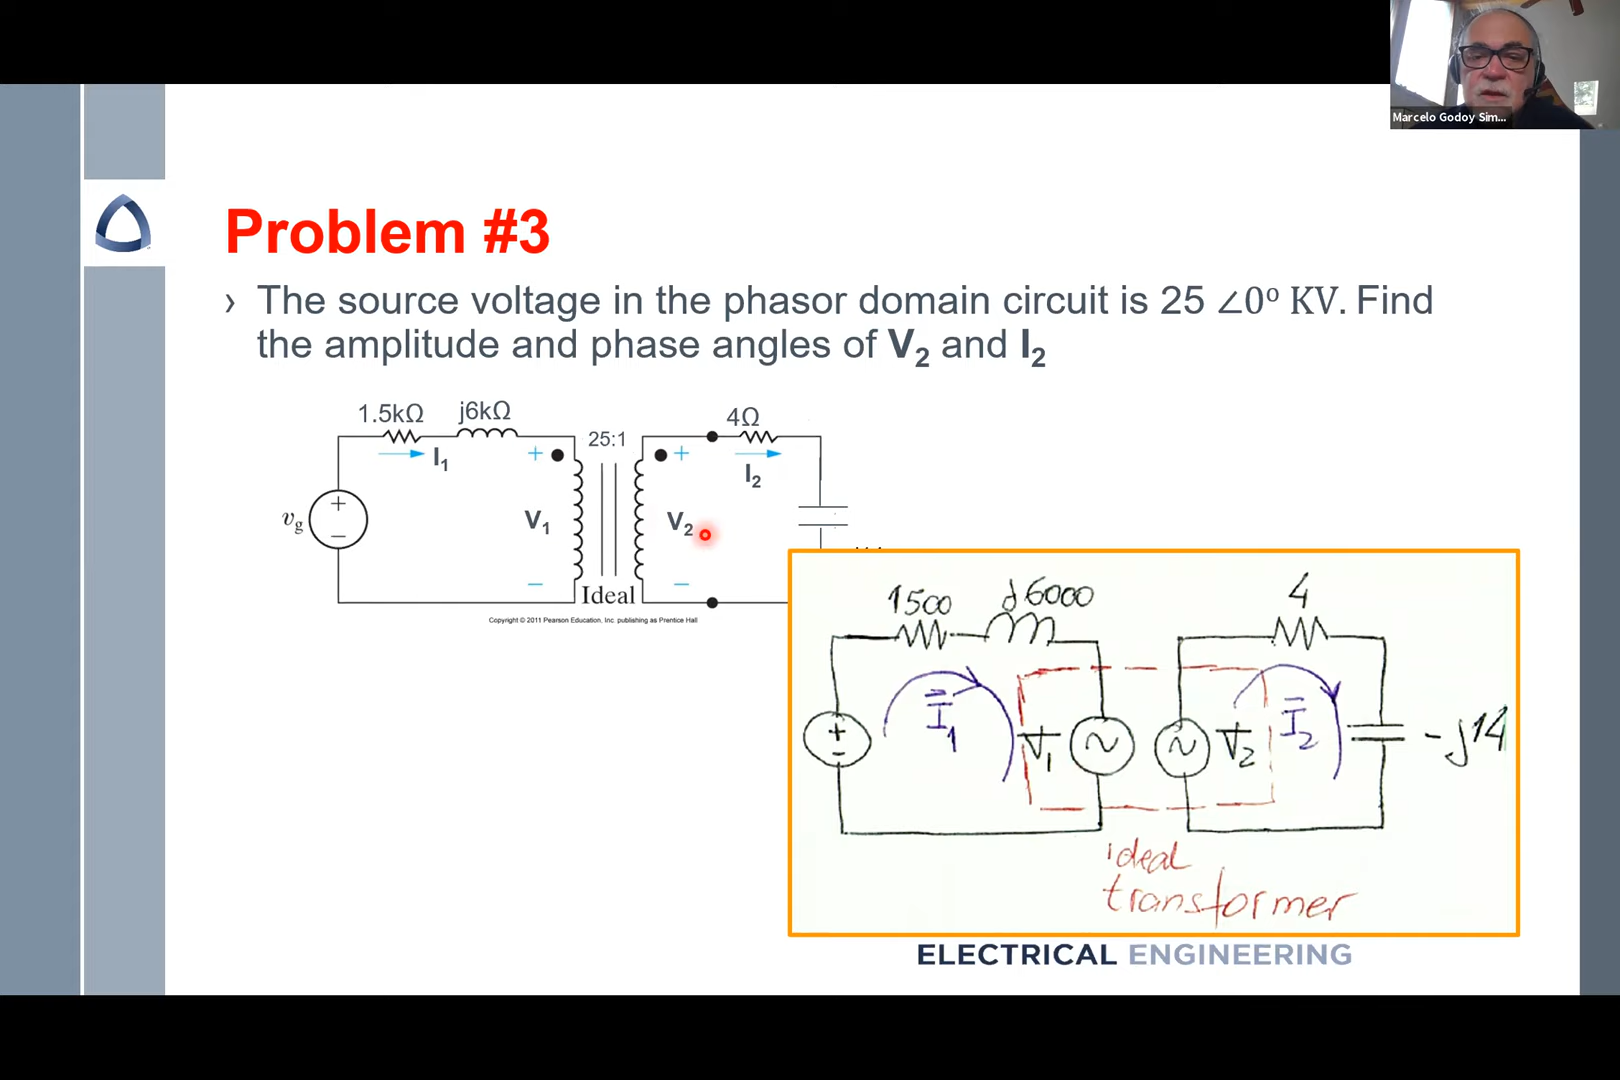 Marcelo Godoy Sim...
Problem #3
› The source voltage in the phasor domain circuit is 25 ∠0° KV. Find
the amplitude and phase angles of V₂ and I₂
1.5kΩ j6kΩ 4Ω
25:1
+ + I₁ I₂
+
−
v_g V₁ V₂
− −
Ideal
Copyright © 2011 Pearson Education, Inc. publishing as Prentice Hall
1500 j6000 4
+
−
I₁ V₁ V₂ I₂ -j14
ideal
transformer
ELECTRICAL ENGINEERING